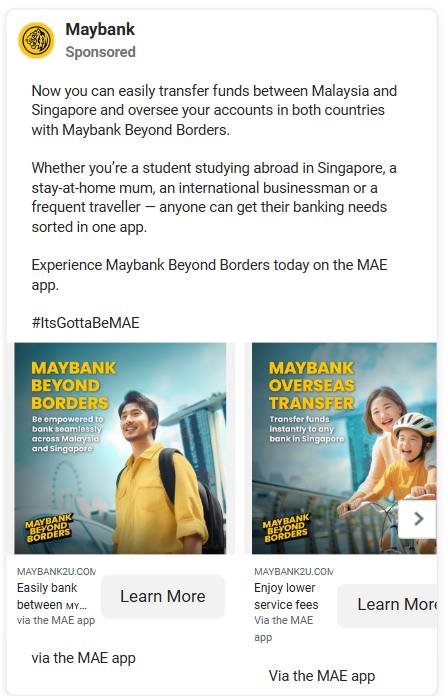 Maybank
Sponsored
Now you can easily transfer funds between Malaysia and
Singapore and oversee your accounts in both countries
with Maybank Beyond Borders.
Whether you’re a student studying abroad in Singapore, a
stay-at-home mum, an international businessman or a
frequent traveller — anyone can get their banking needs
sorted in one app.
Experience Maybank Beyond Borders today on the MAE
app.
#ItsGottaBeMAE
MAYBANK
BEYOND
BORDERS
Be empowered to
bank seamlessly
across Malaysia
and Singapore
MAYBANK
BEYOND
BORDERS
MAYBANK2U.COM
Easily bank
between MY...
via the MAE app
Learn More
via the MAE app
MAYBANK
OVERSEAS
TRANSFER
Transfer funds
instantly to any
bank in Singapore
MAYBANK
BEYOND
BORDERS
MAYBANK2U.COM
Enjoy lower
service fees
Via the MAE
app
Learn More
Via the MAE app